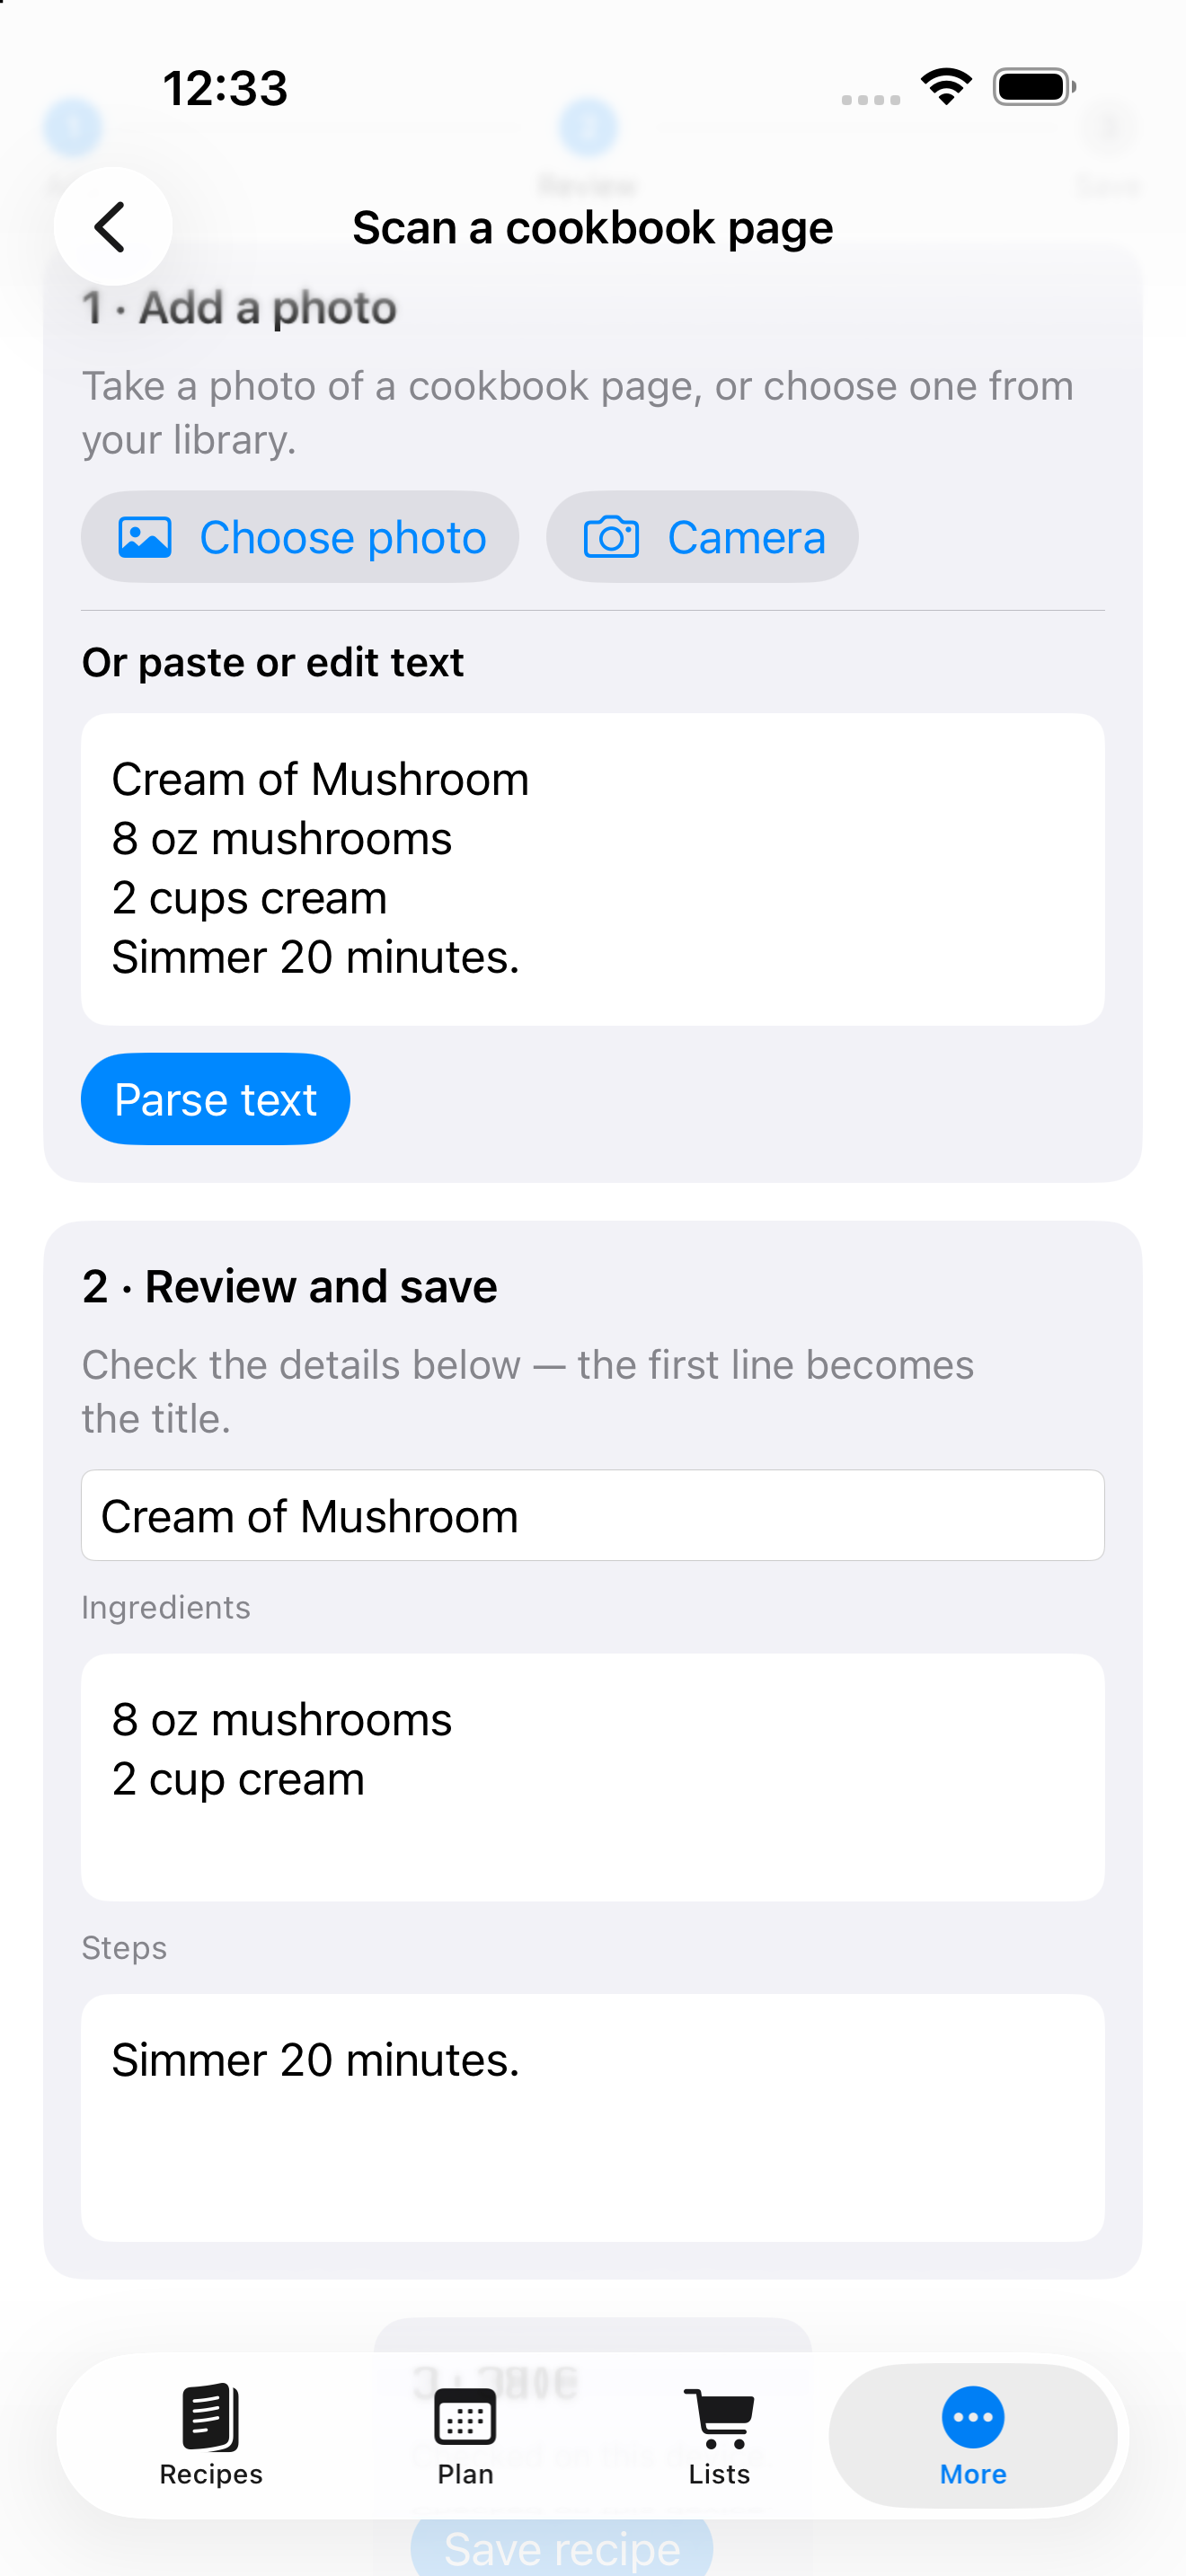 12:33
Review
Save
Scan a cookbook page
1 · Add a photo
Take a photo of a cookbook page, or choose one from
your library.
Choose photo
Camera
Or paste or edit text
Cream of Mushroom
8 oz mushrooms
2 cups cream
Simmer 20 minutes.
Parse text
2 · Review and save
Check the details below — the first line becomes
the title.
Cream of Mushroom
Ingredients
8 oz mushrooms
2 cup cream
Steps
Simmer 20 minutes.
Recipes
Plan
Lists
More
Save recipe